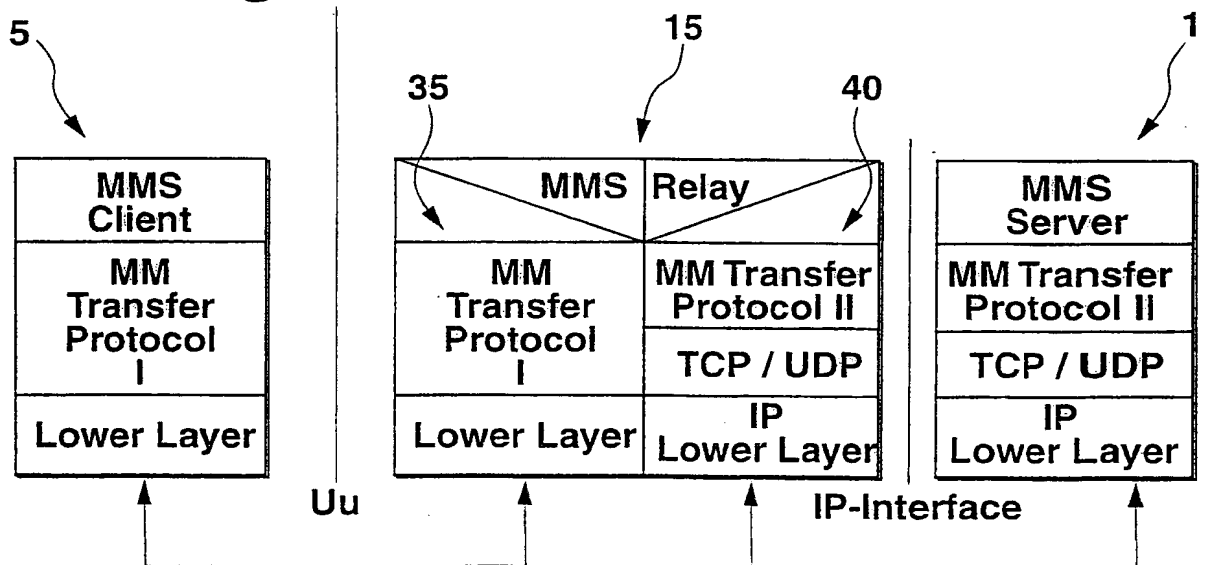 5
15
1
35
40
MMS
Client
MM
Transfer
Protocol
I
Lower Layer
MMS Relay
MM
Transfer
Protocol
I
Lower Layer
MM Transfer
Protocol II
TCP / UDP
IP
Lower Layer
MMS
Server
MM Transfer
Protocol II
TCP / UDP
IP
Lower Layer
Uu
IP-Interface